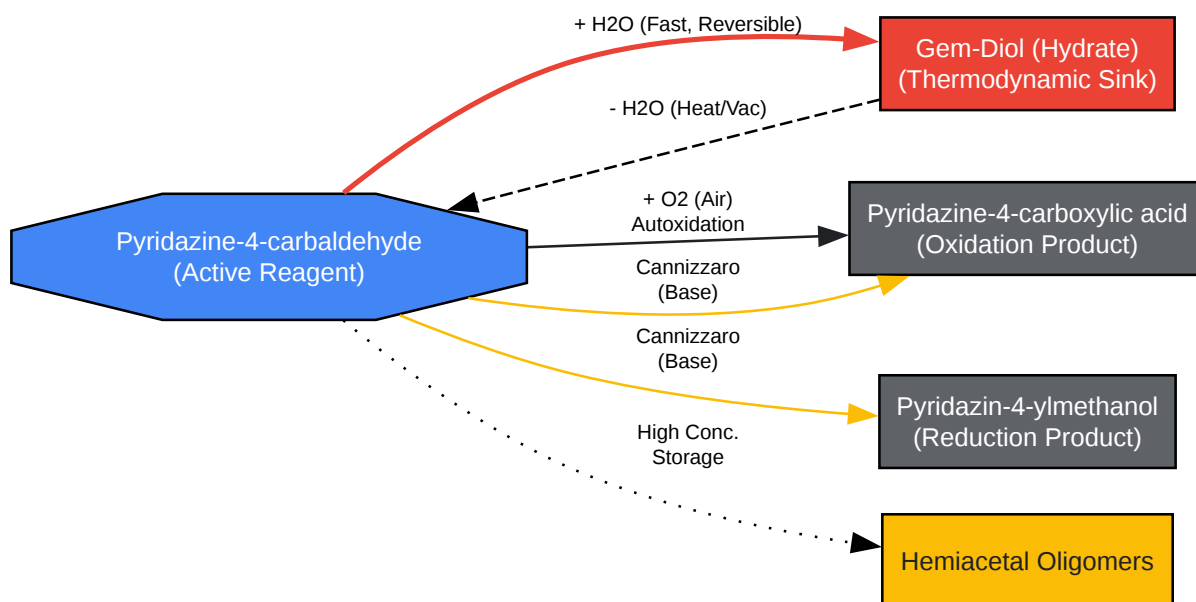 + H2O (Fast, Reversible)
Gem-Diol (Hydrate)
(Thermodynamic Sink)
- H2O (Heat/Vac)
Pyridazine-4-carbaldehyde
(Active Reagent)
+ O2 (Air)
Autoxidation
Pyridazine-4-carboxylic acid
(Oxidation Product)
Cannizzaro
(Base)
Cannizzaro
(Base)
Pyridazin-4-ylmethanol
(Reduction Product)
High Conc.
Storage
Hemiacetal Oligomers